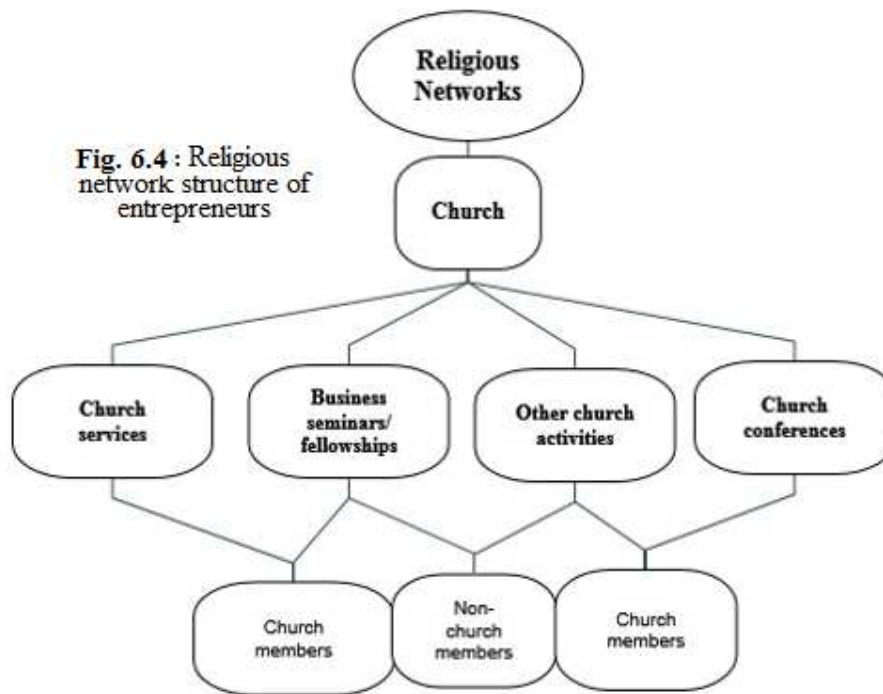 Religious
Networks
Fig. 6.4 : Religious
network structure of
entrepreneurs
Church
Church
services
Business
seminars/
fellowships
Other church
activities
Church
conferences
Church
members
Non-
church
members
Church
members